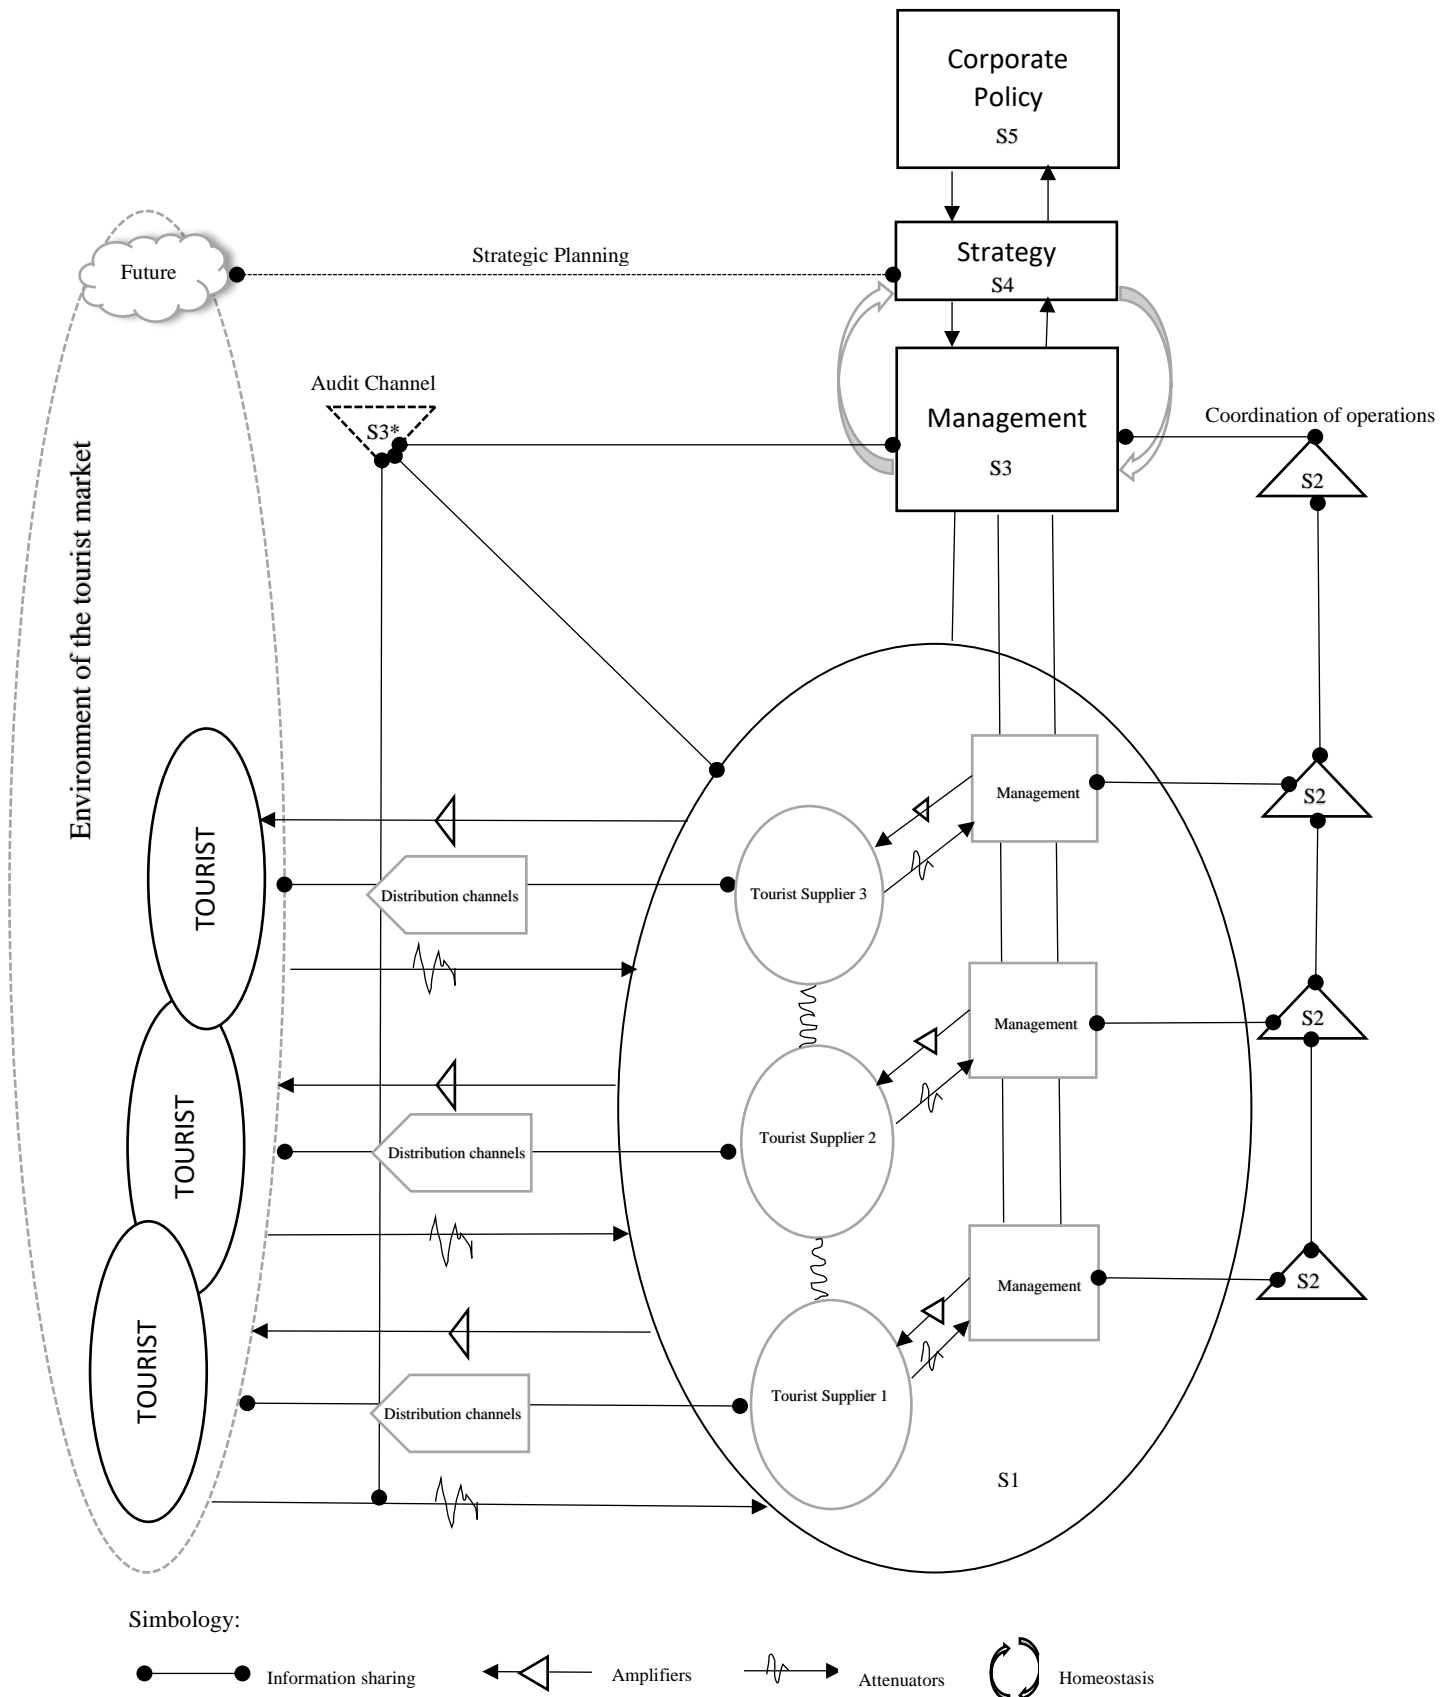 Corporate
Policy
S5
Strategic Planning
Strategy
S4
Future
Audit Channel
S3*
Management
S3
Coordination of operations
S2
Environment of the tourist market
Management
S2
TOURIST
Distribution channels
Tourist Supplier 3
Management
S2
TOURIST
Distribution channels
Tourist Supplier 2
Management
S2
TOURIST
Distribution channels
Tourist Supplier 1
S1
Simbology:
Information sharing
Amplifiers
Attenuators
Homeostasis